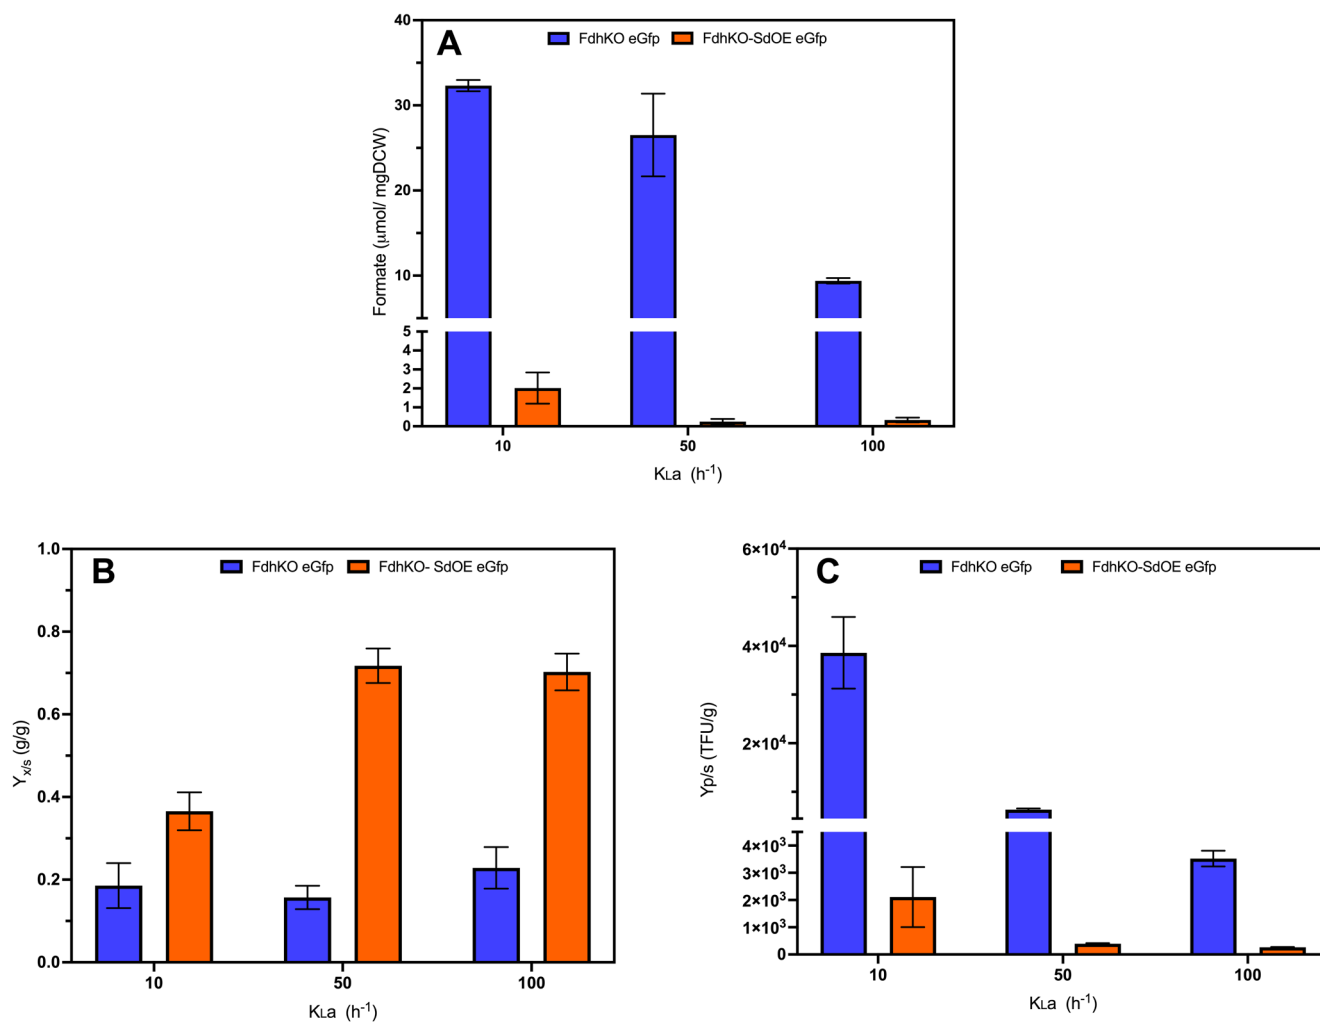 A
FdhKO eGfp
FdhKO-SdOE eGfp
Formate (μmol/ mgDCW)
40
30
20
10
5
4
3
2
1
0
10
50
100
KLa (h-1)
B
FdhKO eGfp
FdhKO- SdOE eGfp
Yx/s (g/g)
1.0
0.8
0.6
0.4
0.2
0.0
10
50
100
KLa (h-1)
C
FdhKO eGfp
FdhKO-SdOE eGfp
Yp/s (TFU/g)
6×10⁴
4×10⁴
2×10⁴
4×10³
3×10³
2×10³
1×10³
0
10
50
100
KLa (h-1)